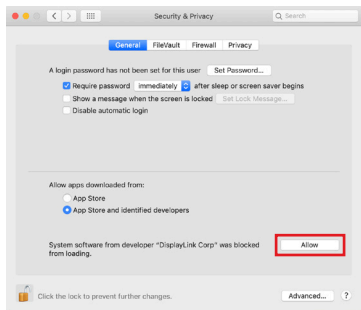 Security & Privacy
Search
General FileVault Firewall Privacy
A login password has not been set for this user Set Password...
Require password immediately after sleep or screen saver begins
Show a message when the screen is locked Set Lock Message...
Disable automatic login
Allow apps downloaded from:
App Store
App Store and identified developers
System software from developer "DisplayLink Corp" was blocked Allow
from loading.
Click the lock to prevent further changes. Advanced... ?